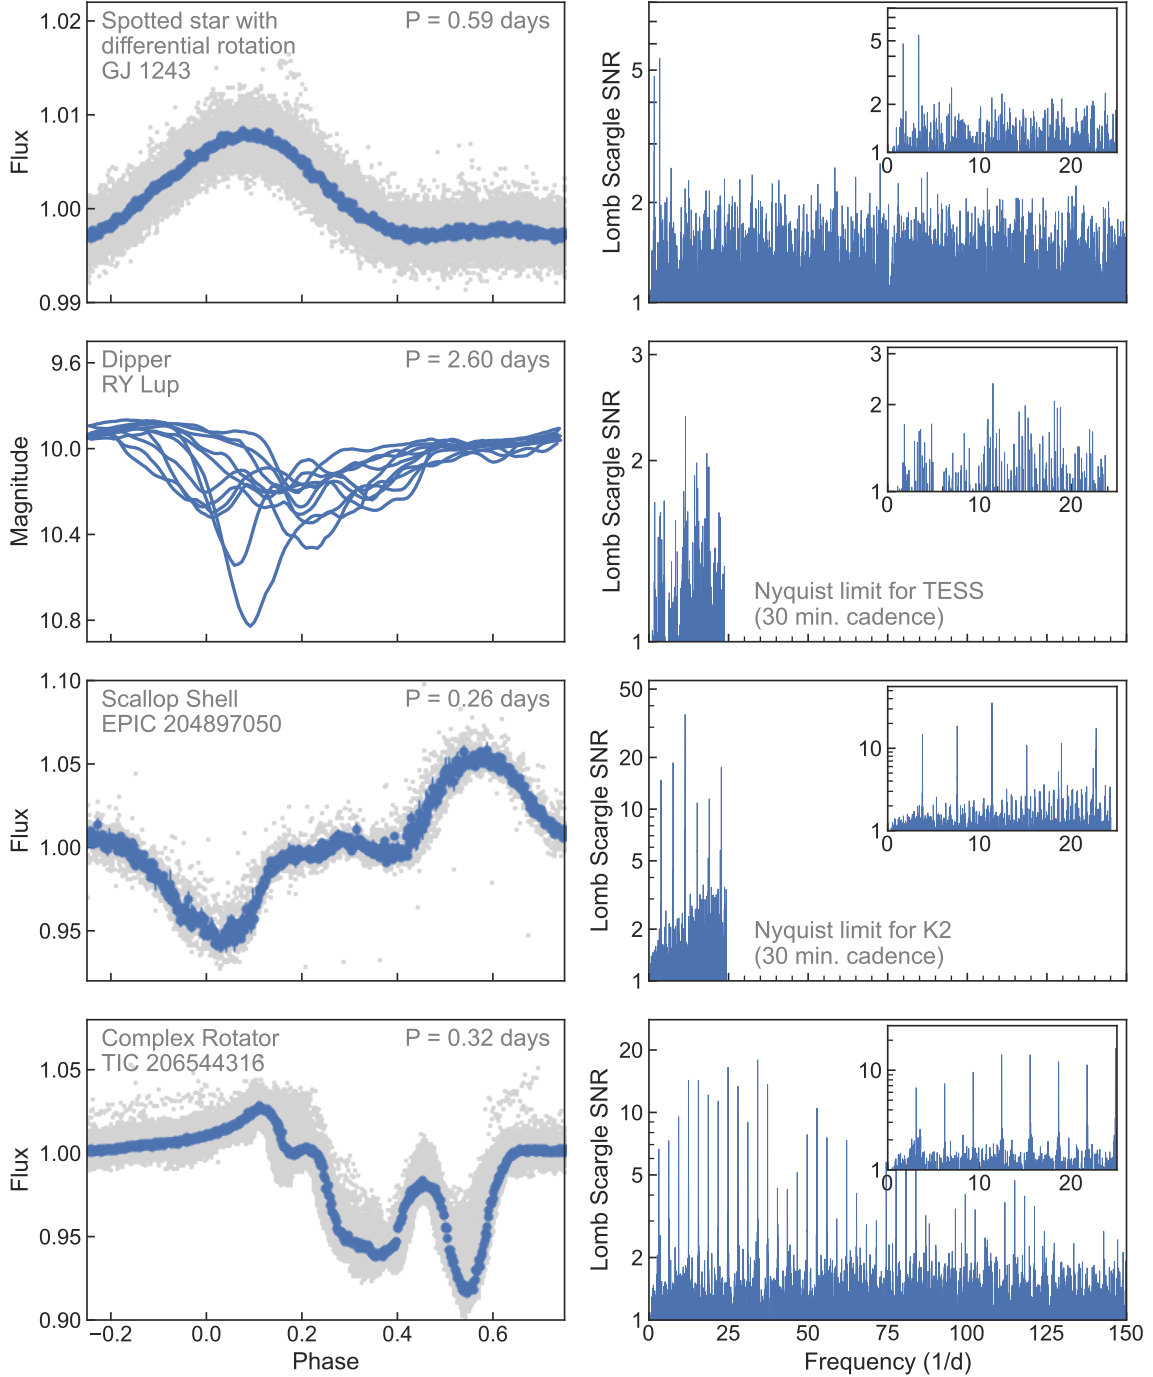 1.02
1.01
1.00
0.99
Flux
Spotted star with
differential rotation
GJ 1243
P = 0.59 days
Lomb Scargle SNR
5
2
1
5
2
1
0
10
20
9.6
10.0
10.4
10.8
Magnitude
Dipper
RY Lup
P = 2.60 days
Lomb Scargle SNR
3
2
1
3
2
1
0
10
20
Nyquist limit for TESS
(30 min. cadence)
1.10
1.05
1.00
0.95
Flux
Scallop Shell
EPIC 204897050
P = 0.26 days
Lomb Scargle SNR
50
20
10
5
2
1
10
1
0
10
20
Nyquist limit for K2
(30 min. cadence)
1.05
1.00
0.95
0.90
Flux
Complex Rotator
TIC 206544316
P = 0.32 days
−0.2
0.0
0.2
0.4
0.6
Phase
Lomb Scargle SNR
20
10
5
2
1
10
1
0
10
20
0
25
50
75
100
125
150
Frequency (1/d)